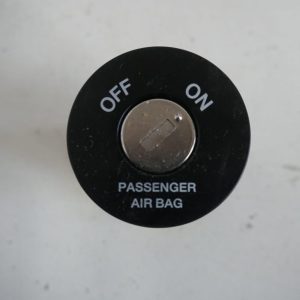 OFF ON
PASSENGER
AIR BAG